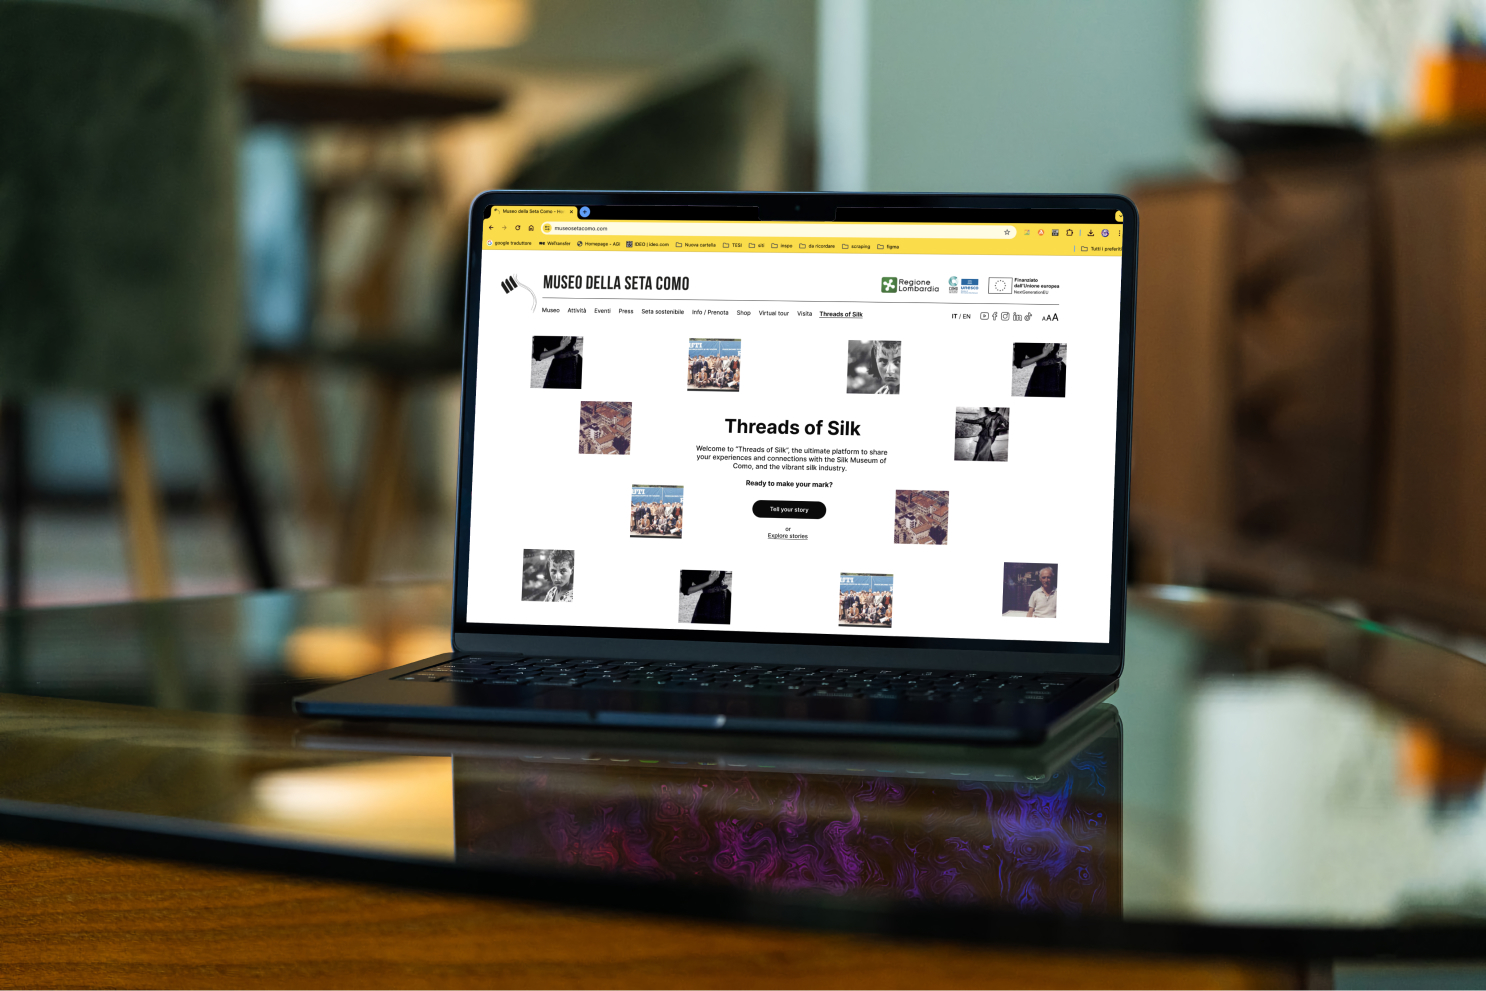 Museo della Seta Como -
museosetacomo.com
google traduttore WeTransfer Homepage - AGI IDEO | ideo.com Nuova cartella TESI siti inspo da ricordare scraping figma Tutti i preferiti
MUSEO DELLA SETA COMO
Regione
Lombardia
Finanziato
dall'Unione europea
NextGenerationEU
Museo Attività Eventi Press Seta sostenibile Info / Prenota Shop Virtual tour Visita Threads of Silk
IT / EN
AAA
Threads of Silk
Welcome to "Threads of Silk", the ultimate platform to share
your experiences and connections with the Silk Museum of
Como, and the vibrant silk industry.
Ready to make your mark?
Tell your story
or
Explore stories